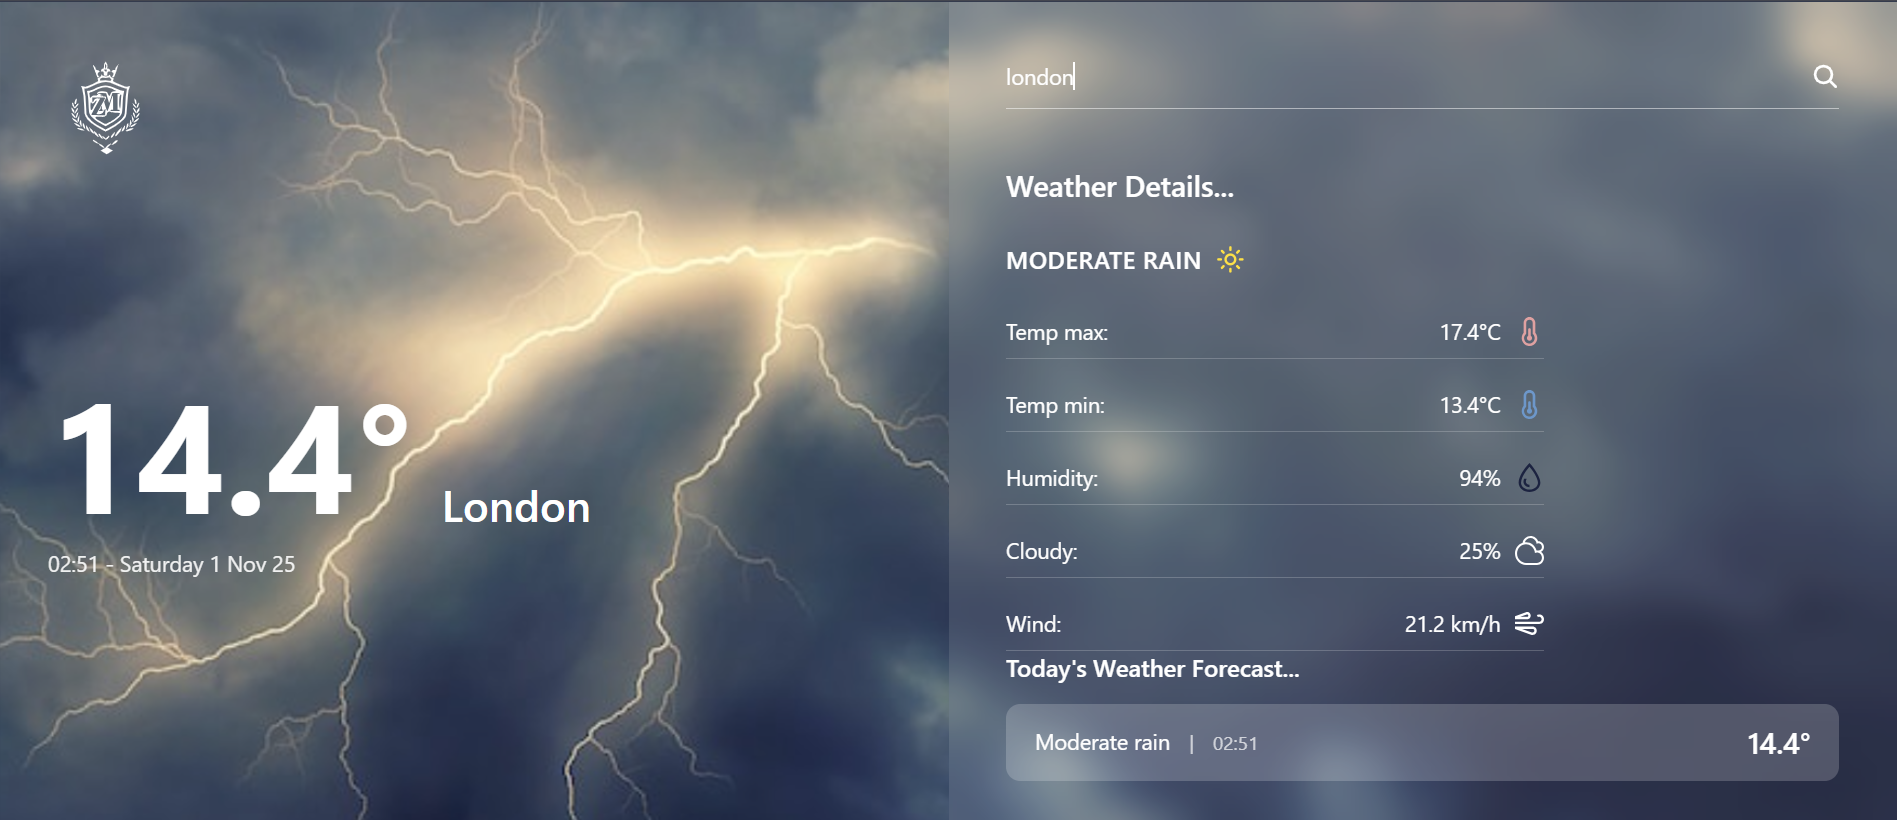 ZM
14.4°
London
02:51 - Saturday 1 Nov 25
london
Weather Details...
MODERATE RAIN
Temp max: 17.4°C
Temp min: 13.4°C
Humidity: 94%
Cloudy: 25%
Wind: 21.2 km/h
Today's Weather Forecast...
Moderate rain | 02:51 14.4°